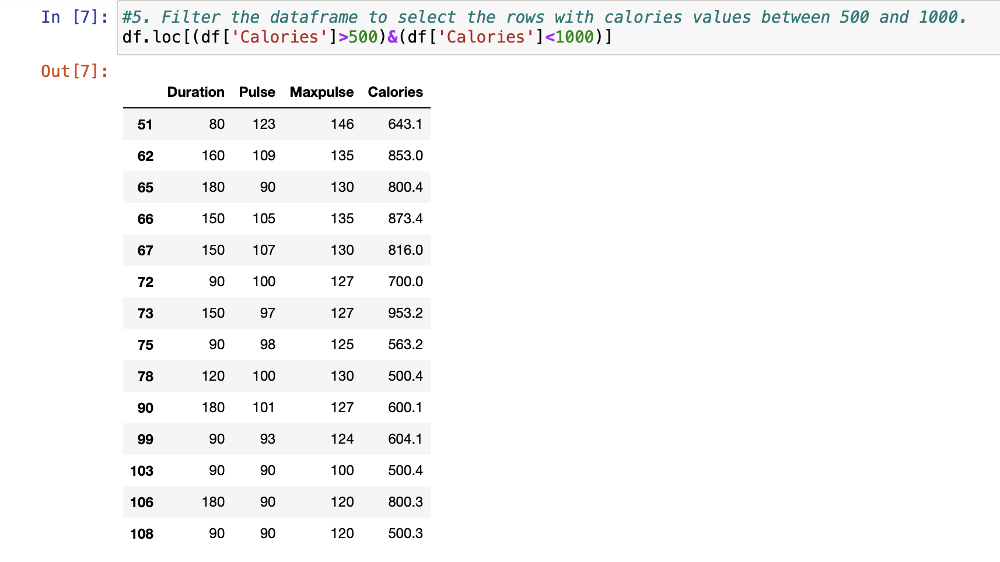 In [7]: #5. Filter the dataframe to select the rows with calories values between 500 and 1000.
df.loc[(df['Calories']>500)&(df['Calories']<1000)]
Out[7]:
Duration Pulse Maxpulse Calories
51 80 123 146 643.1
62 160 109 135 853.0
65 180 90 130 800.4
66 150 105 135 873.4
67 150 107 130 816.0
72 90 100 127 700.0
73 150 97 127 953.2
75 90 98 125 563.2
78 120 100 130 500.4
90 180 101 127 600.1
99 90 93 124 604.1
103 90 90 100 500.4
106 180 90 120 800.3
108 90 90 120 500.3